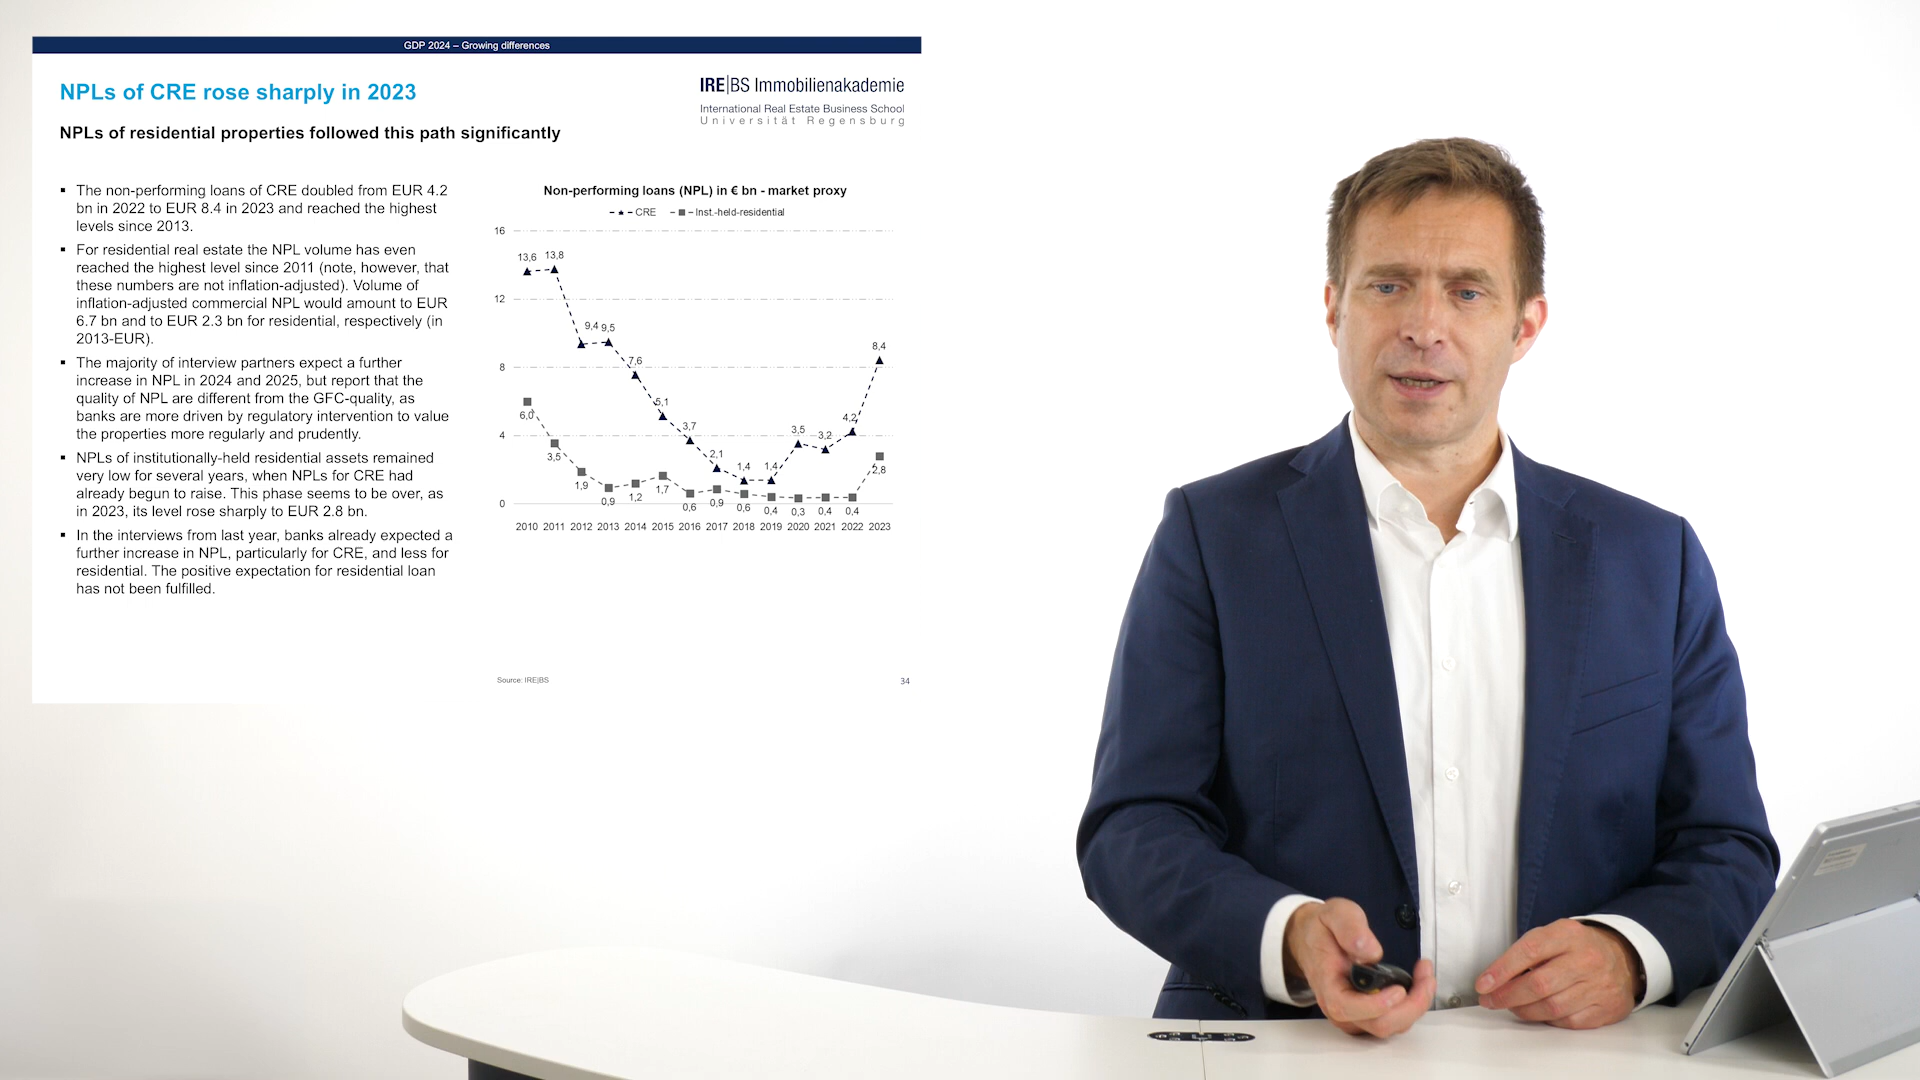 GDP 2024 – Growing differences
NPLs of CRE rose sharply in 2023
IRE|BS Immobilienakademie
International Real Estate Business School
Universität Regensburg
NPLs of residential properties followed this path significantly
▪ The non-performing loans of CRE doubled from EUR 4.2
bn in 2022 to EUR 8.4 in 2023 and reached the highest
levels since 2013.
▪ For residential real estate the NPL volume has even
reached the highest level since 2011 (note, however, that
these numbers are not inflation-adjusted). Volume of
inflation-adjusted commercial NPL would amount to EUR
6.7 bn and to EUR 2.3 bn for residential, respectively (in
2013-EUR).
▪ The majority of interview partners expect a further
increase in NPL in 2024 and 2025, but report that the
quality of NPL are different from the GFC-quality, as
banks are more driven by regulatory intervention to value
the properties more regularly and prudently.
▪ NPLs of institutionally-held residential assets remained
very low for several years, when NPLs for CRE had
already begun to raise. This phase seems to be over, as
in 2023, its level rose sharply to EUR 2.8 bn.
▪ In the interviews from last year, banks already expected a
further increase in NPL, particularly for CRE, and less for
residential. The positive expectation for residential loan
has not been fulfilled.
Non-performing loans (NPL) in € bn - market proxy
CRE Inst.-held-residential
16
12
8
4
0
13,6 13,8 9,4 9,5 7,6 5,1 3,7 2,1 1,4 1,4 3,5 3,2 4,2 8,4
6,0 3,5 1,9 0,9 1,2 1,7 0,6 0,9 0,6 0,4 0,3 0,4 0,4 2,8
2010 2011 2012 2013 2014 2015 2016 2017 2018 2019 2020 2021 2022 2023
Source: IRE|BS
34